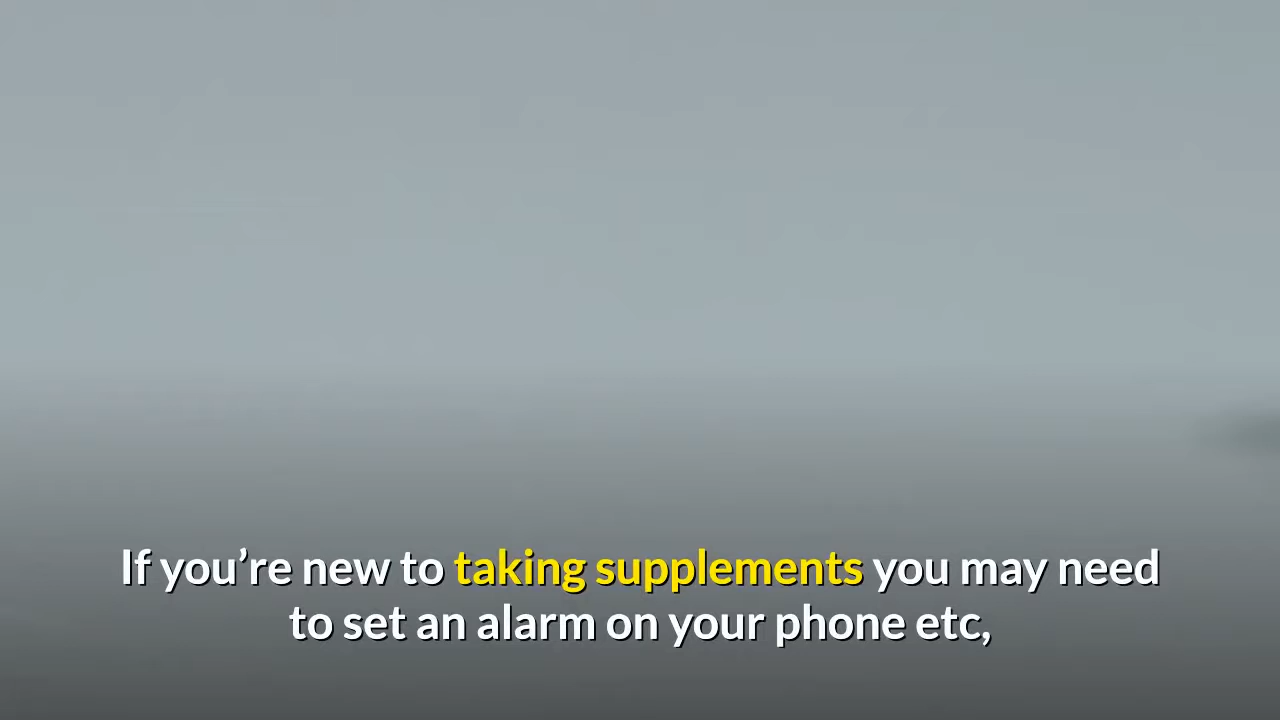 If you’re new to taking supplements you may need
to set an alarm on your phone etc,